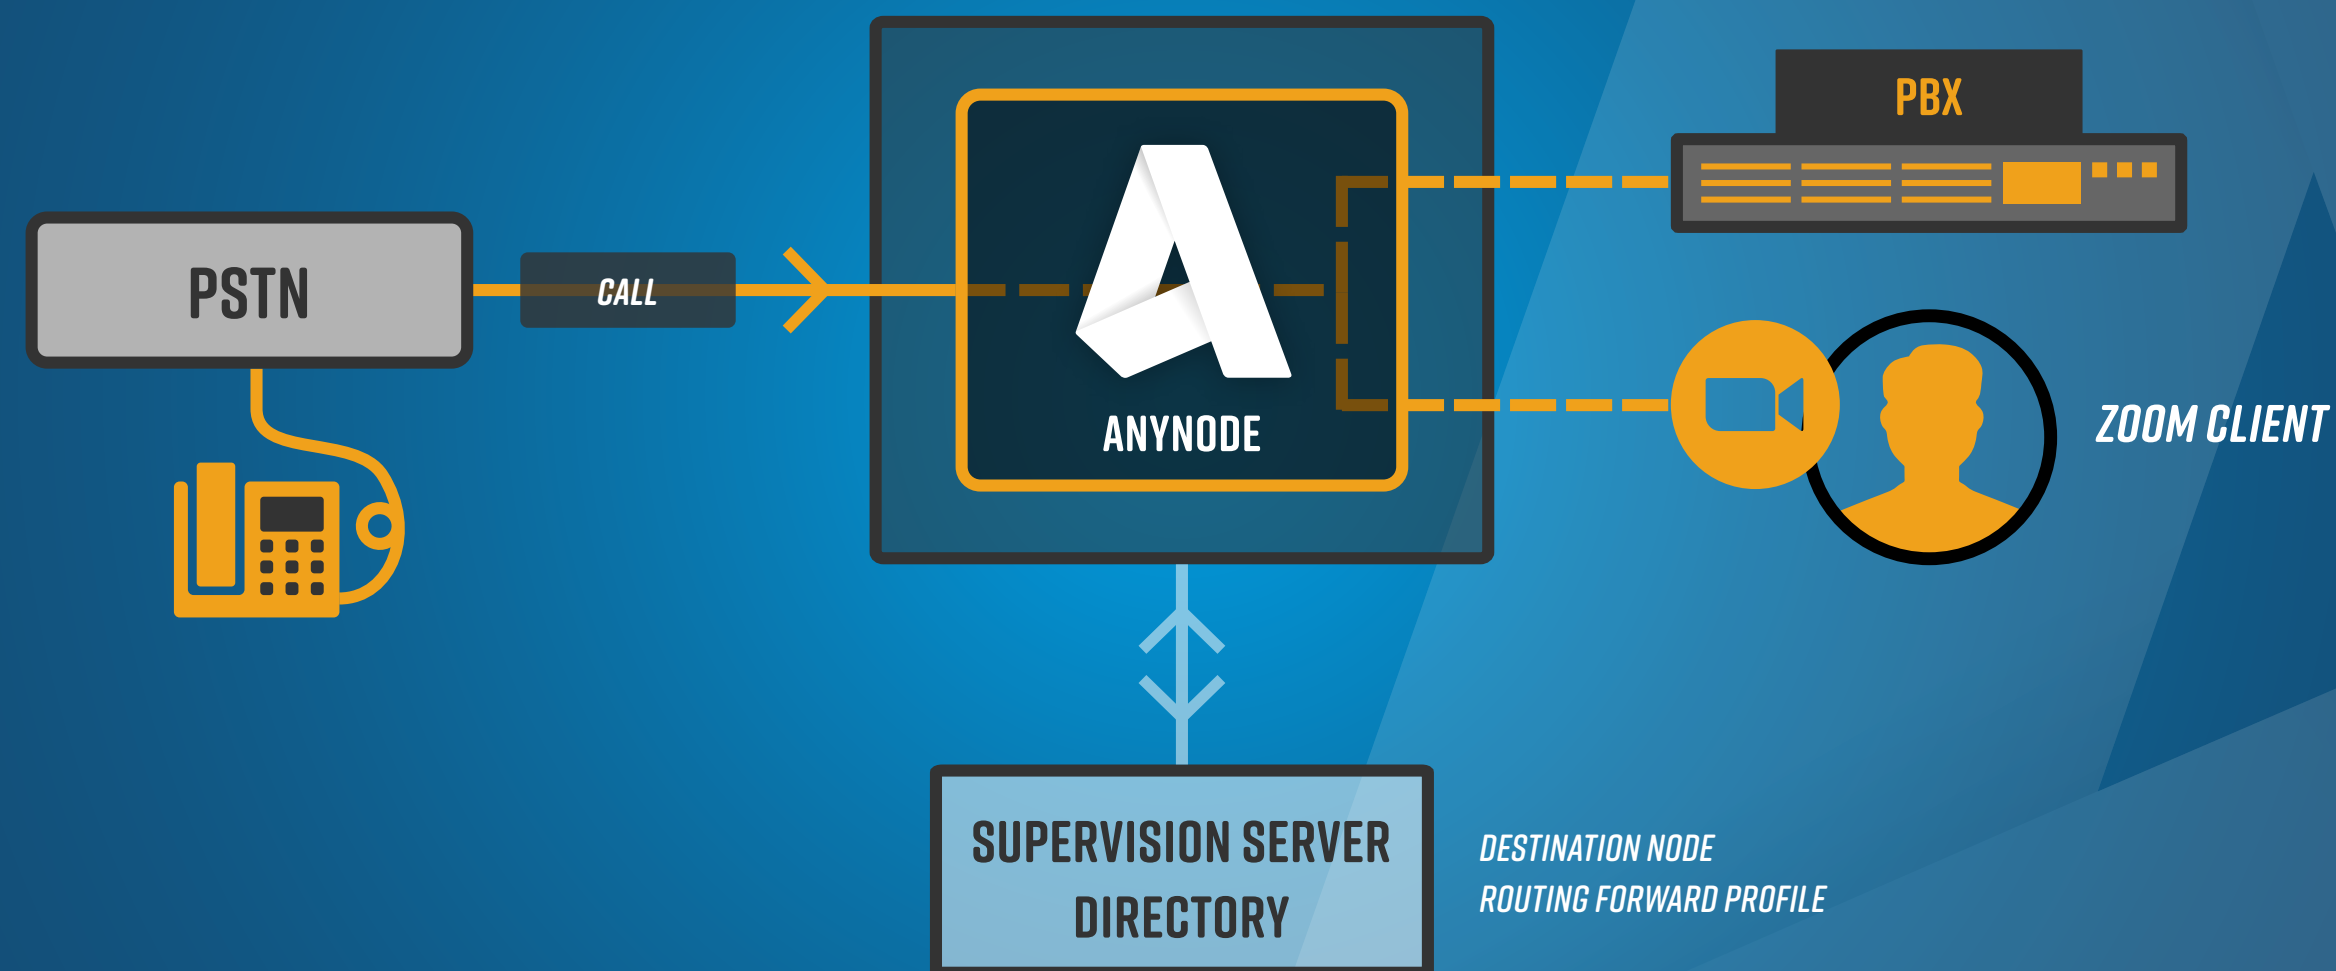 PBX
PSTN
CALL
ANYNODE
ZOOM CLIENT
SUPERVISION SERVER
DIRECTORY
DESTINATION NODE
ROUTING FORWARD PROFILE